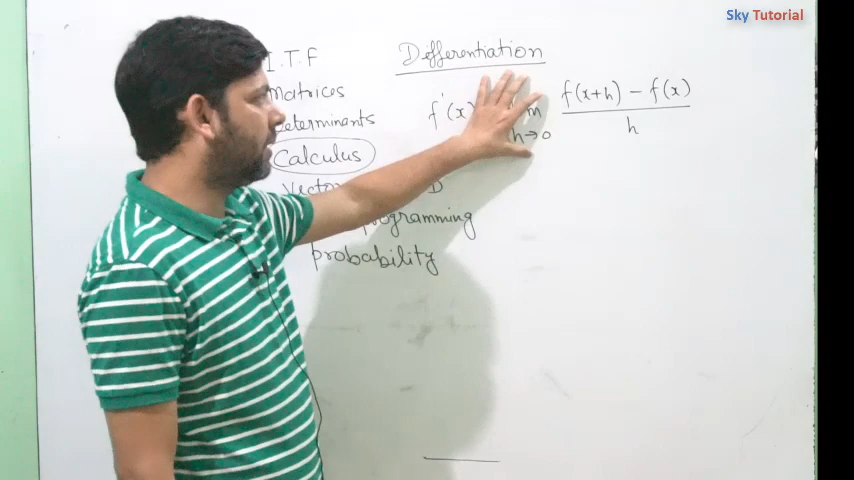 Sky Tutorial
I.T.F
Matrices
Determinants
Calculus
probability
programming
Differentiation
f'(x)
h→0
f(x+h) - f(x)
h
D